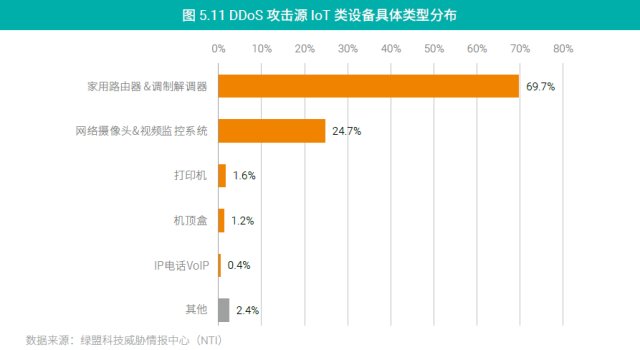 图 5.11 DDoS 攻击源 IoT 类设备具体类型分布
0% 10% 20% 30% 40% 50% 60% 70% 80%
家用路由器&调制解调器 69.7%
网络摄像头&视频监控系统 24.7%
打印机 1.6%
机顶盒 1.2%
IP电话VoIP 0.4%
其他 2.4%
数据来源：绿盟科技威胁情报中心（NTI）